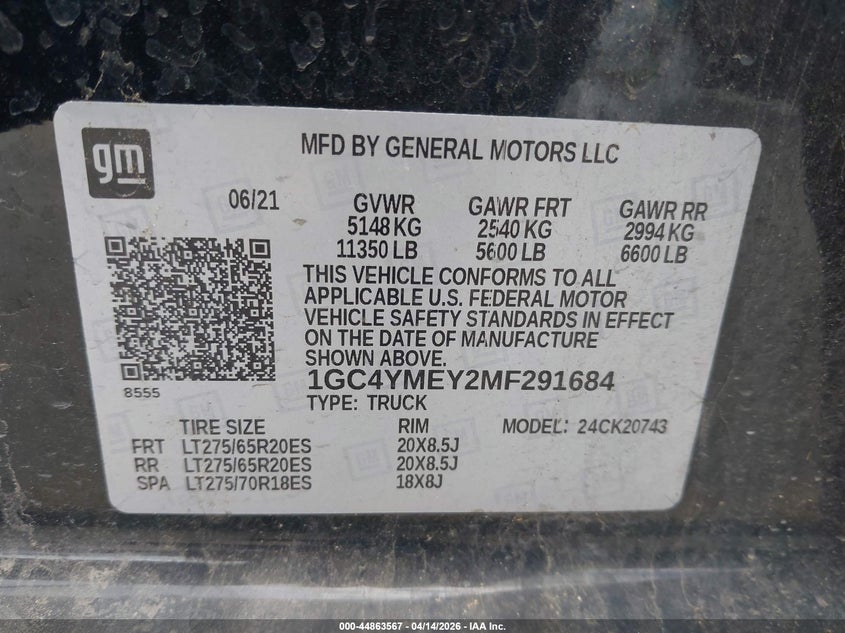 gm
MFD BY GENERAL MOTORS LLC
06/21 GVWR GAWR FRT GAWR RR
5148 KG 2540 KG 2994 KG
11350 LB 5600 LB 6600 LB
THIS VEHICLE CONFORMS TO ALL
APPLICABLE U.S. FEDERAL MOTOR
VEHICLE SAFETY STANDARDS IN EFFECT
ON THE DATE OF MANUFACTURE
SHOWN ABOVE.
1GC4YMEY2MF291684
8555
TYPE: TRUCK
TIRE SIZE RIM MODEL: 24CK20743
FRT LT275/65R20ES 20X8.5J
RR LT275/65R20ES 20X8.5J
SPA LT275/70R18ES 18X8J
000-44863567 - 04/14/2026 - IAA Inc.